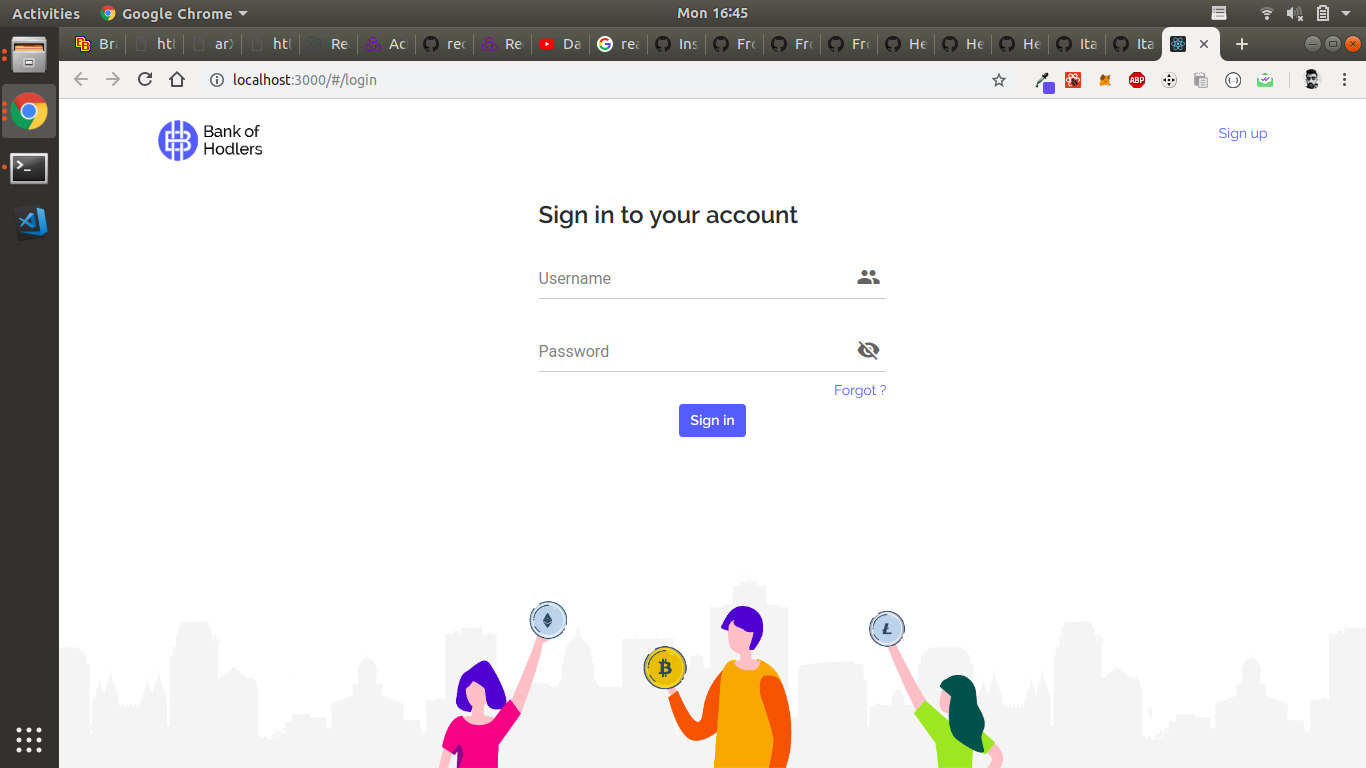 Activities
Google Chrome
Mon 16:45
Bra
htt
arX
htt
Re
Ac
rec
Re
Da
rea
Ins
Fro
Fro
Fro
He
He
He
Ita
Ita
localhost:3000/#/login
ABP
Bank of
Hodlers
Sign up
Sign in to your account
Username
Password
Forgot ?
Sign in